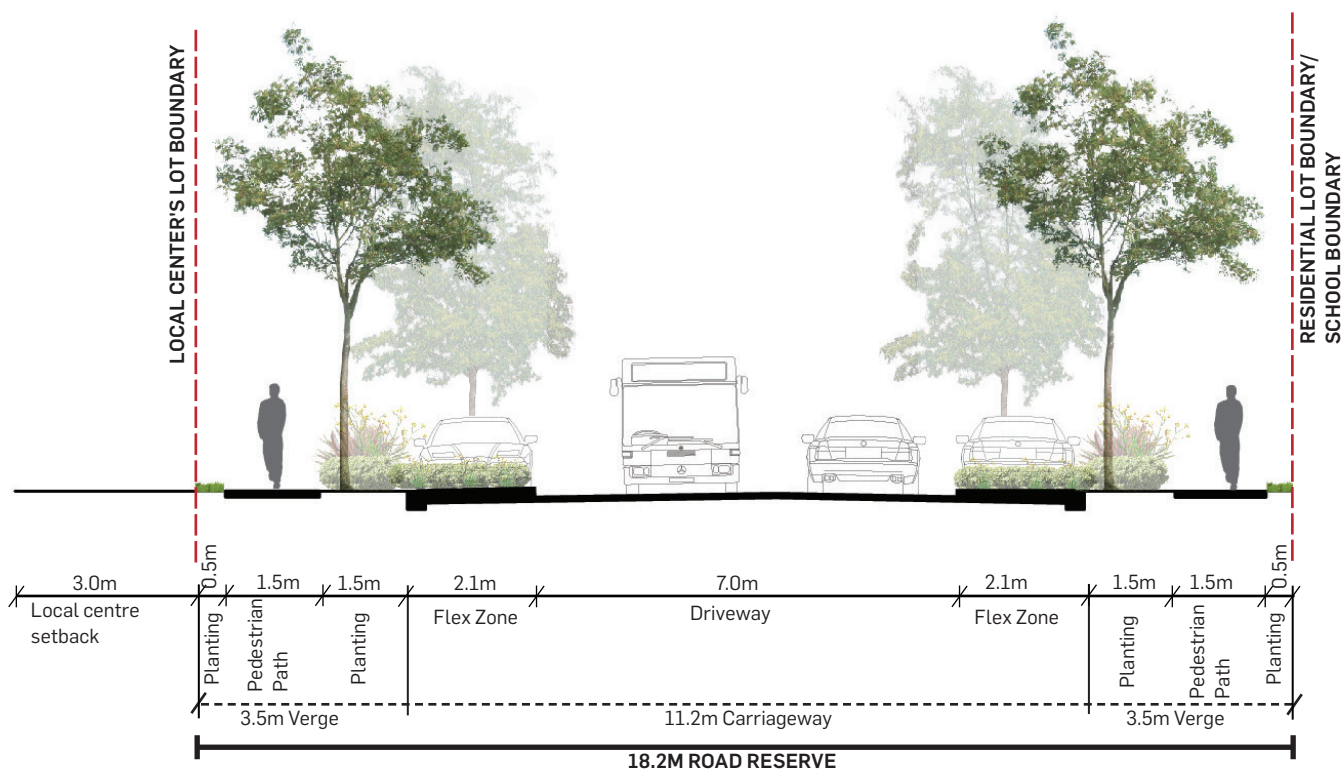 LOCAL CENTER'S LOT BOUNDARY
RESIDENTIAL LOT BOUNDARY/
SCHOOL BOUNDARY
3.0m
0.5m
1.5m
1.5m
2.1m
7.0m
2.1m
1.5m
1.5m
0.5m
Local centre
setback
Planting
Pedestrian
Path
Planting
Flex Zone
Driveway
Flex Zone
Planting
Pedestrian
Path
Planting
3.5m Verge
11.2m Carriageway
3.5m Verge
18.2M ROAD RESERVE